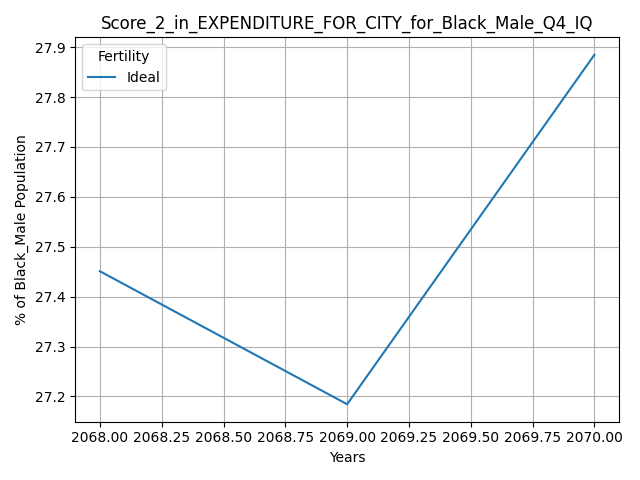 Score_2_in_EXPENDITURE_FOR_CITY_for_Black_Male_Q4_IQ
Fertility
Ideal
% of Black_Male Population
27.9
27.8
27.7
27.6
27.5
27.4
27.3
27.2
2068.00 2068.25 2068.50 2068.75 2069.00 2069.25 2069.50 2069.75 2070.00
Years